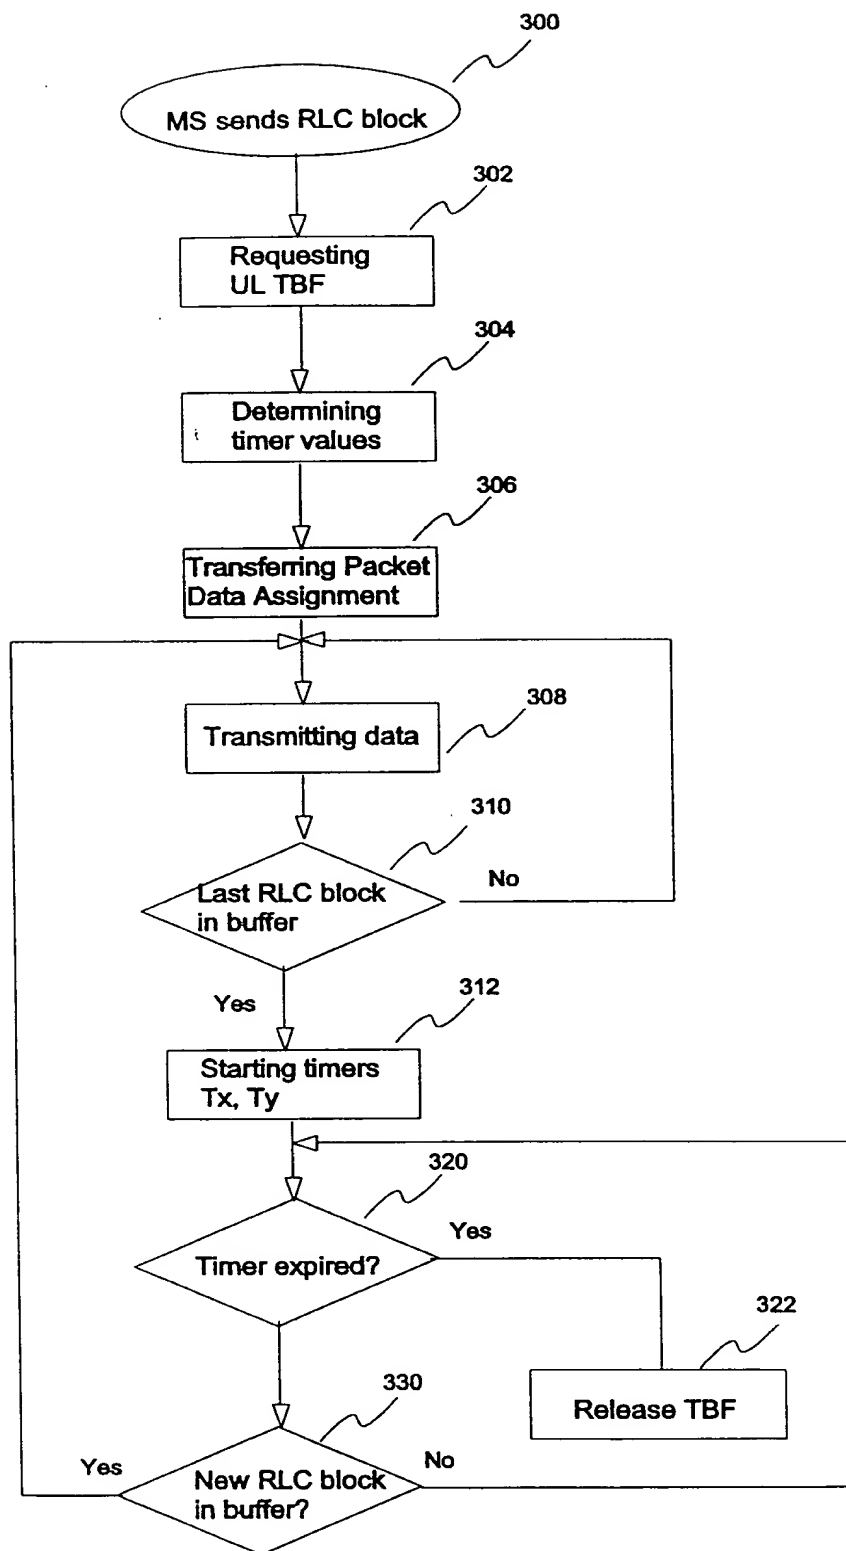 300
MS sends RLC block
302
Requesting
UL TBF
304
Determining
timer values
306
Transferring Packet
Data Assignment
308
Transmitting data
310
Last RLC block
in buffer
No
Yes
312
Starting timers
Tx, Ty
320
Yes
Timer expired?
322
Release TBF
330
Yes
No
New RLC block
in buffer?